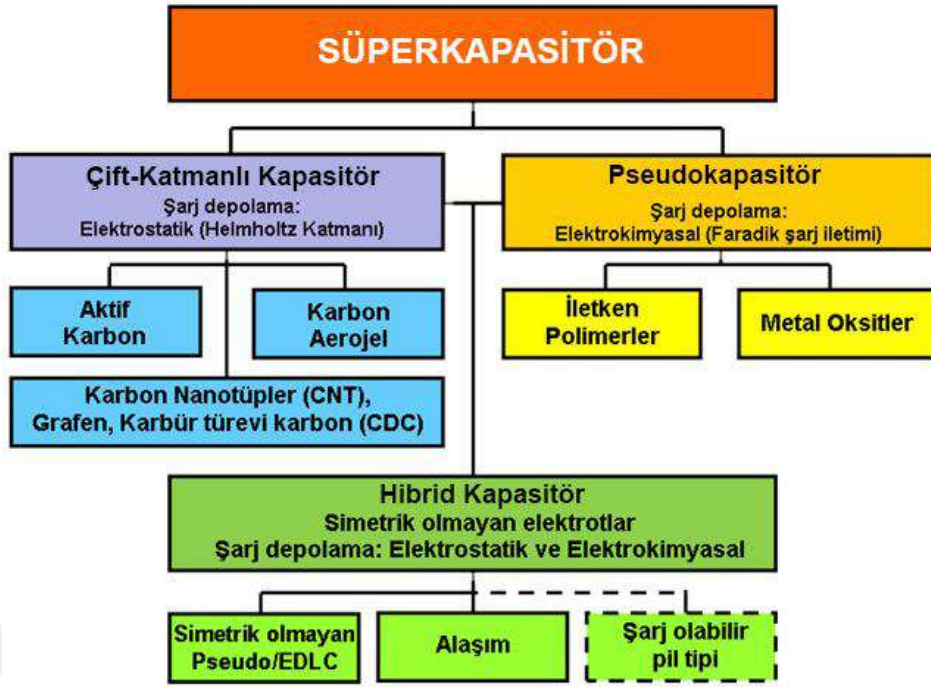 SÜPERKAPASİTÖR
Çift-Katmanlı Kapasitör
Şarj depolama:
Elektrostatik (Helmholtz Katmanı)
Pseudokapasitör
Şarj depolama:
Elektrokimyasal (Faradik şarj iletimi)
Aktif
Karbon
Karbon
Aerojel
İletken
Polimerler
Metal Oksitler
Karbon Nanotüpler (CNT),
Grafen, Karbür türevi karbon (CDC)
Hibrid Kapasitör
Simetrik olmayan elektrotlar
Şarj depolama: Elektrostatik ve Elektrokimyasal
Simetrik olmayan
Pseudo/EDLC
Alaşım
Şarj olabilir
pil tipi